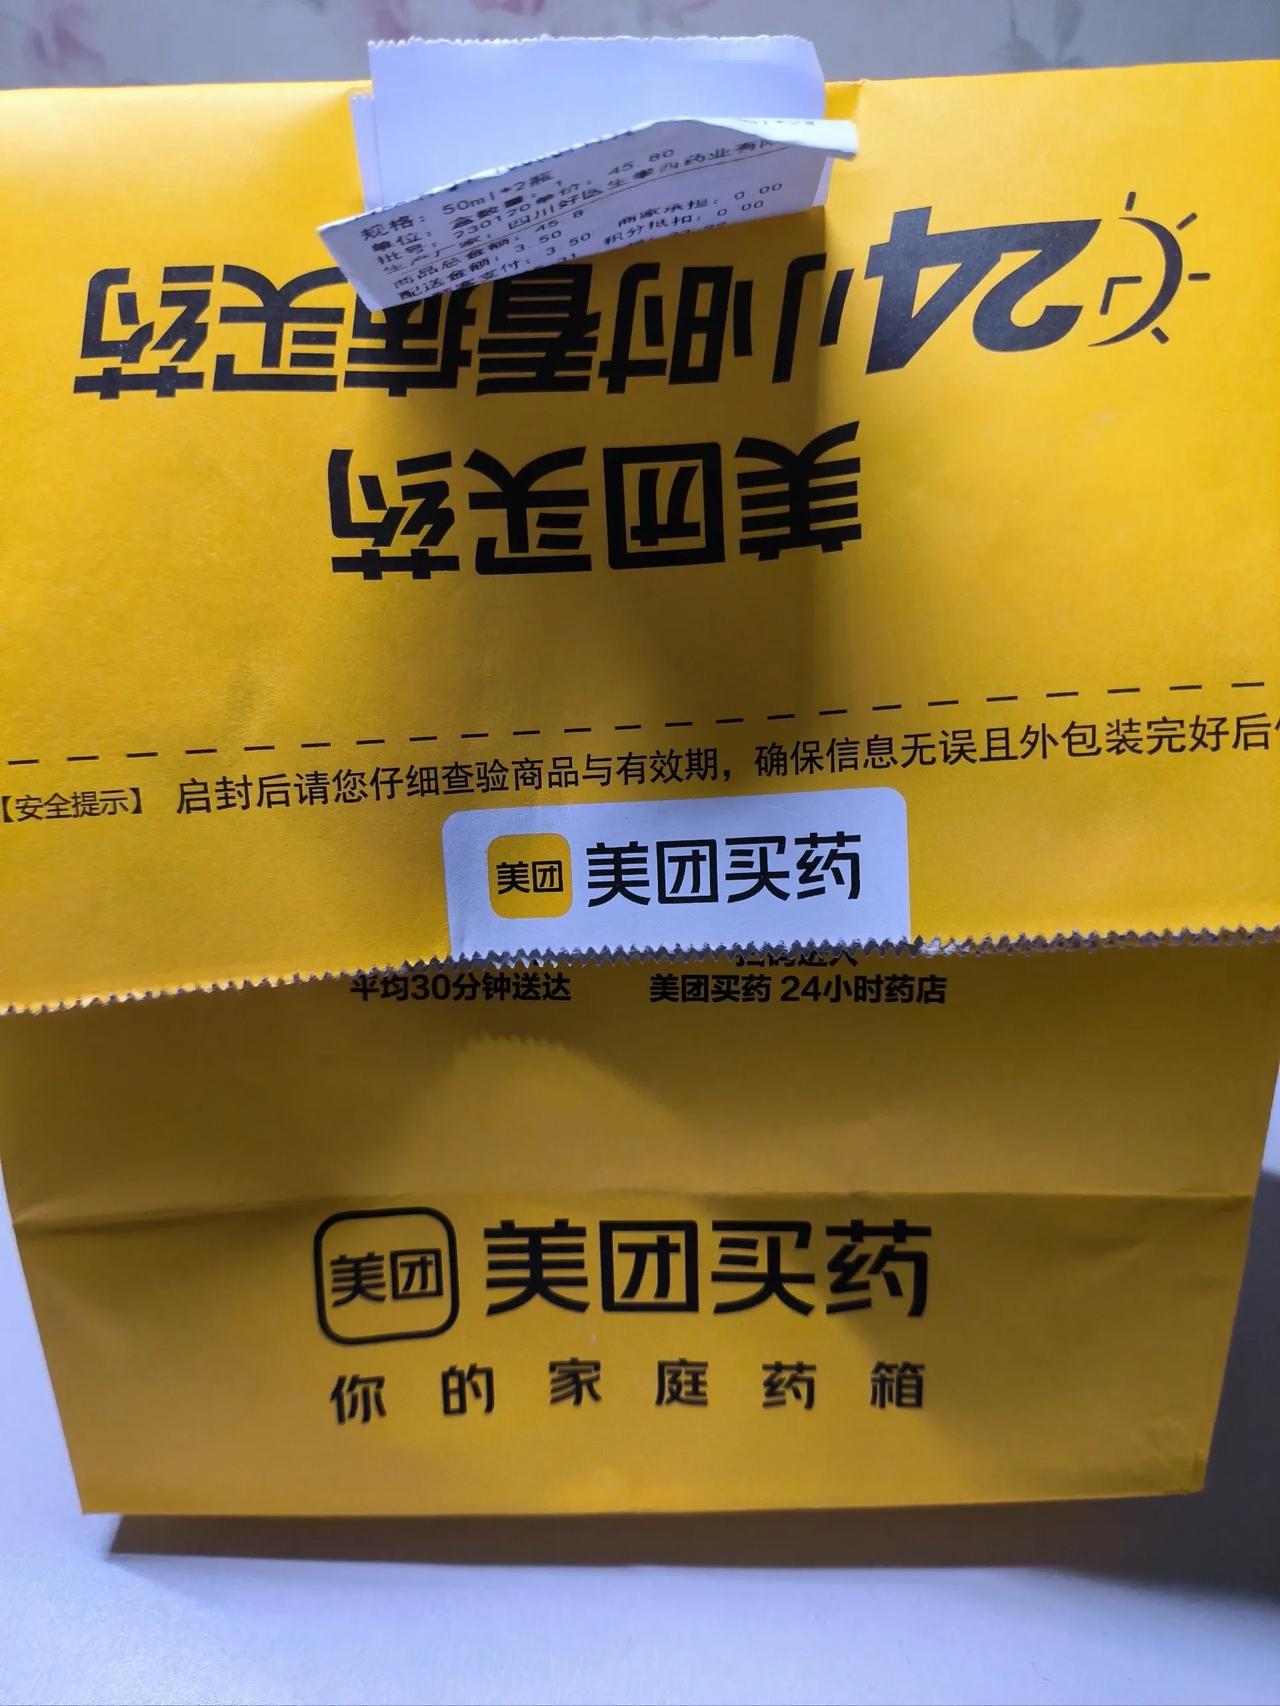 规格：50ml*2瓶
单位：盒数量：1 单价：45.80
批号：230120
生产厂家：四川好医生攀西药业有限
商品总金额：45.8 商家承担：0.00
配送金额：3.50 积分抵扣：0.00
支付：3.50
24小时看病买药
美团买药
【安全提示】 启封后请您仔细查验商品与有效期，确保信息无误且外包装完好后
美团 美团买药
平均30分钟送达 美团买药 24小时药店
美团 美团买药
你的家庭药箱